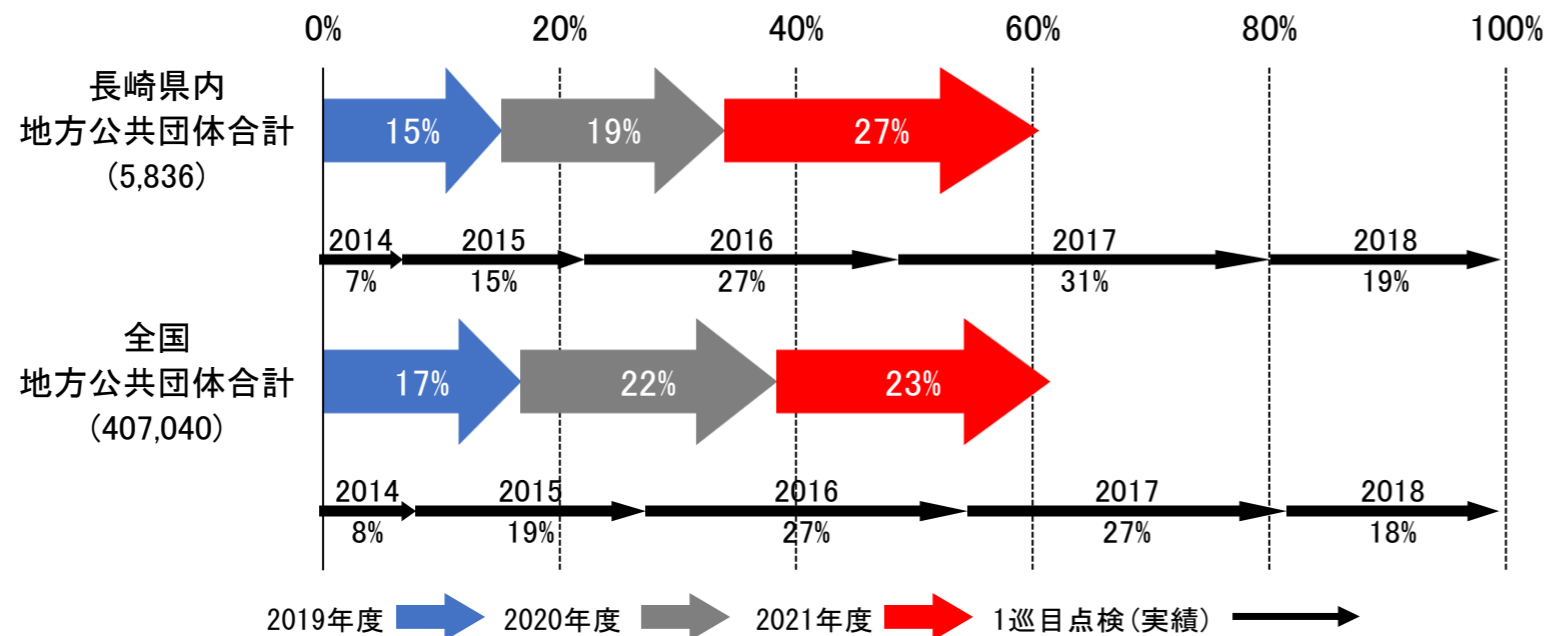 0% 20% 40% 60% 80% 100%
長崎県内
地方公共団体合計
(5,836)
15% 19% 27%
2014 2015 2016 2017 2018
7% 15% 27% 31% 19%
全国
地方公共団体合計
(407,040)
17% 22% 23%
2014 2015 2016 2017 2018
8% 19% 27% 27% 18%
2019年度 2020年度 2021年度 1巡目点検(実績)